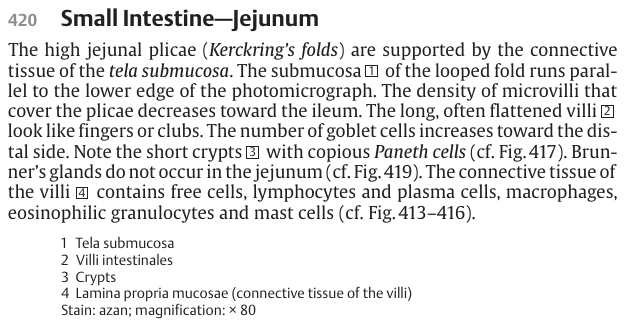 420 Small Intestine—Jejunum
The high jejunal plicae (Kerckring's folds) are supported by the connective
tissue of the tela submucosa. The submucosa 1 of the looped fold runs paral-
lel to the lower edge of the photomicrograph. The density of microvilli that
cover the plicae decreases toward the ileum. The long, often flattened villi 2
look like fingers or clubs. The number of goblet cells increases toward the dis-
tal side. Note the short crypts 3 with copious Paneth cells (cf. Fig. 417). Brun-
ner's glands do not occur in the jejunum (cf. Fig. 419). The connective tissue of
the villi 4 contains free cells, lymphocytes and plasma cells, macrophages,
eosinophilic granulocytes and mast cells (cf. Fig. 413–416).
1 Tela submucosa
2 Villi intestinales
3 Crypts
4 Lamina propria mucosae (connective tissue of the villi)
Stain: azan; magnification: × 80